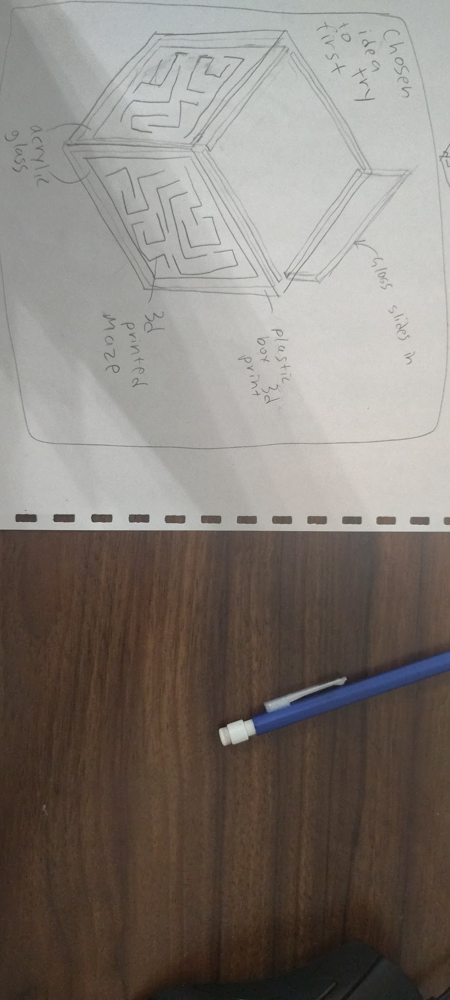 Chosen
idea try
to
first
Glass slides in
plastic
box 3d
print
3d
printed
Maze
acrylic
glass